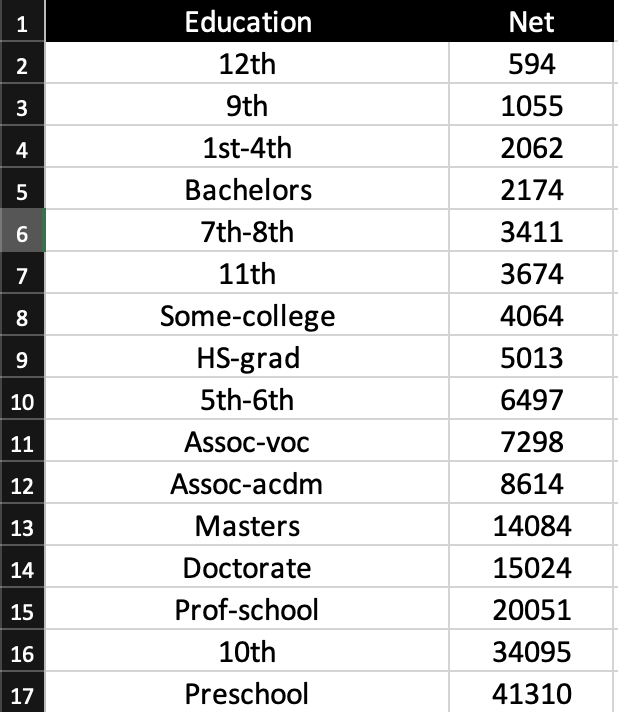 1 Education Net
2 12th 594
3 9th 1055
4 1st-4th 2062
5 Bachelors 2174
6 7th-8th 3411
7 11th 3674
8 Some-college 4064
9 HS-grad 5013
10 5th-6th 6497
11 Assoc-voc 7298
12 Assoc-acdm 8614
13 Masters 14084
14 Doctorate 15024
15 Prof-school 20051
16 10th 34095
17 Preschool 41310